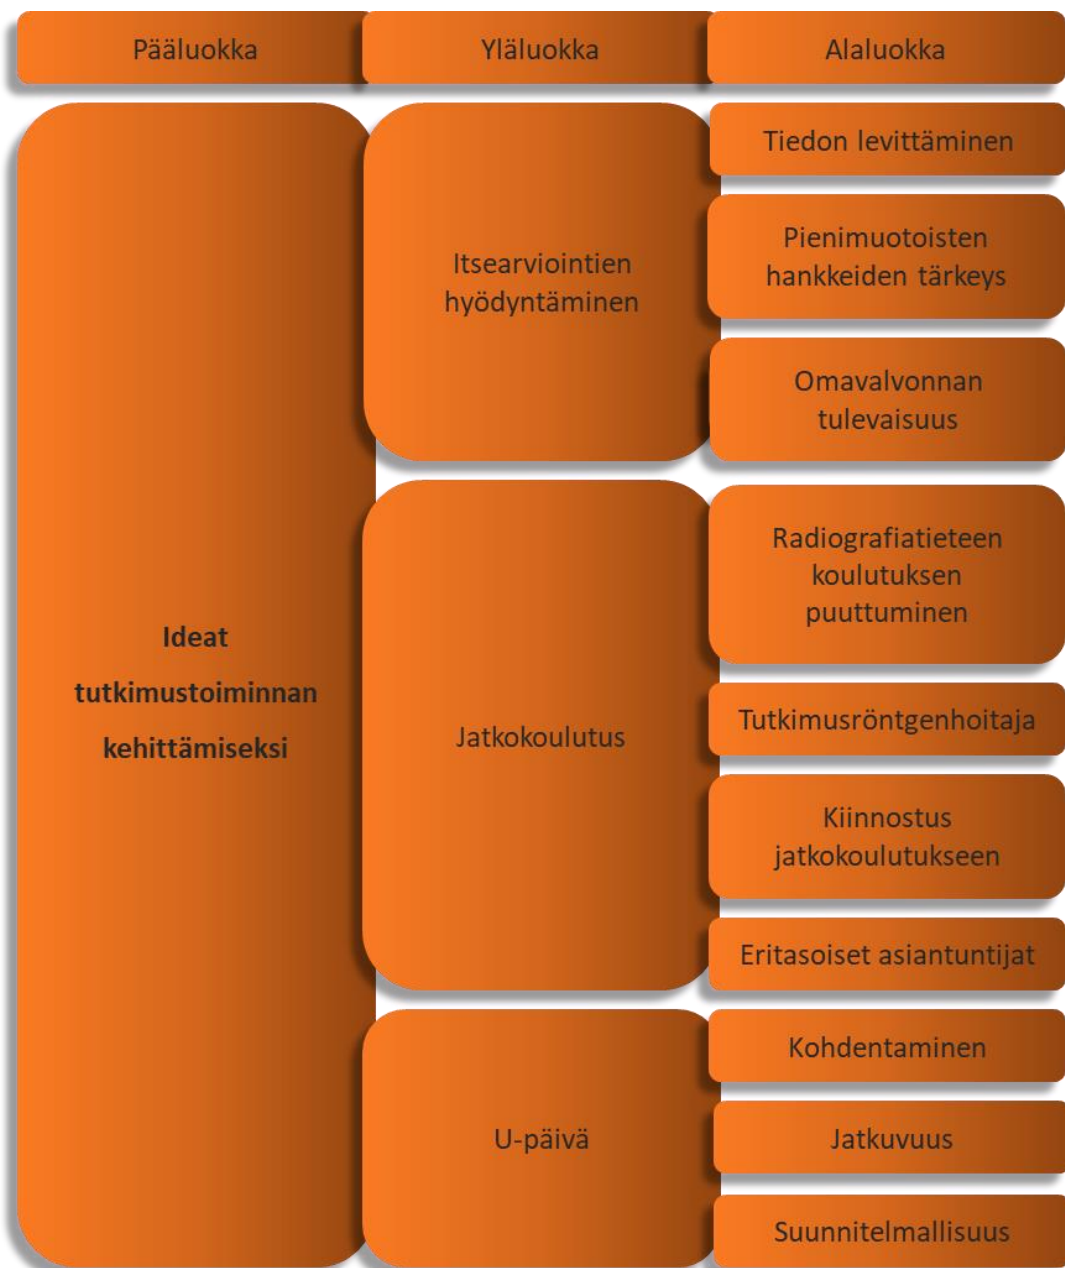 Pääluokka
Yläluokka
Alaluokka
Ideat
tutkimustoiminnan
kehittämiseksi
Itsearviointien
hyödyntäminen
Tiedon levittäminen
Pienimuotoisten
hankkeiden tärkeys
Omavalvonnan
tulevaisuus
Jatkokoulutus
Radiografiatieteen
koulutuksen
puuttuminen
Tutkimusröntgenhoitaja
Kiinnostus
jatkokoulutukseen
Eritasoiset asiantuntijat
U-päivä
Kohdentaminen
Jatkuvuus
Suunnitelmallisuus